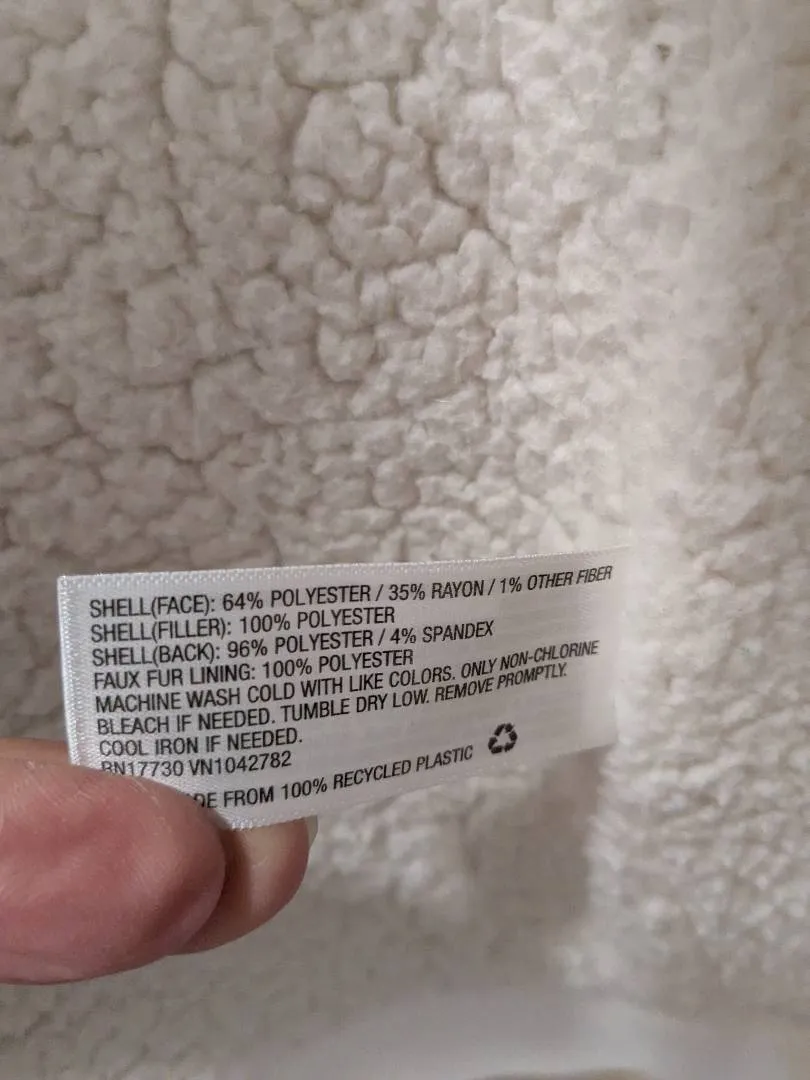 SHELL(FACE): 64% POLYESTER / 35% RAYON / 1% OTHER FIBER
SHELL(FILLER): 100% POLYESTER
SHELL(BACK): 96% POLYESTER / 4% SPANDEX
FAUX FUR LINING: 100% POLYESTER
MACHINE WASH COLD WITH LIKE COLORS. ONLY NON-CHLORINE
BLEACH IF NEEDED. TUMBLE DRY LOW. REMOVE PROMPTLY.
COOL IRON IF NEEDED.
RN17730 VN1042782
FROM 100% RECYCLED PLASTIC